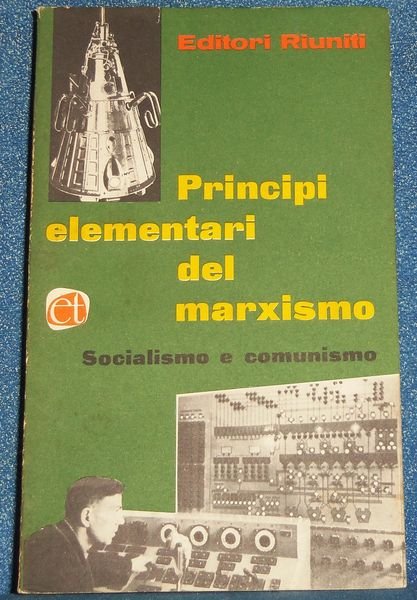 Editori Riuniti
Principi
elementari
del
marxismo
et
Socialismo e comunismo